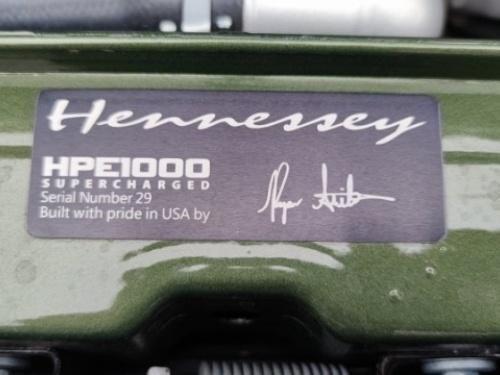 Hennessey
HPE1000
SUPERCHARGED
Serial Number 29
Built with pride in USA by